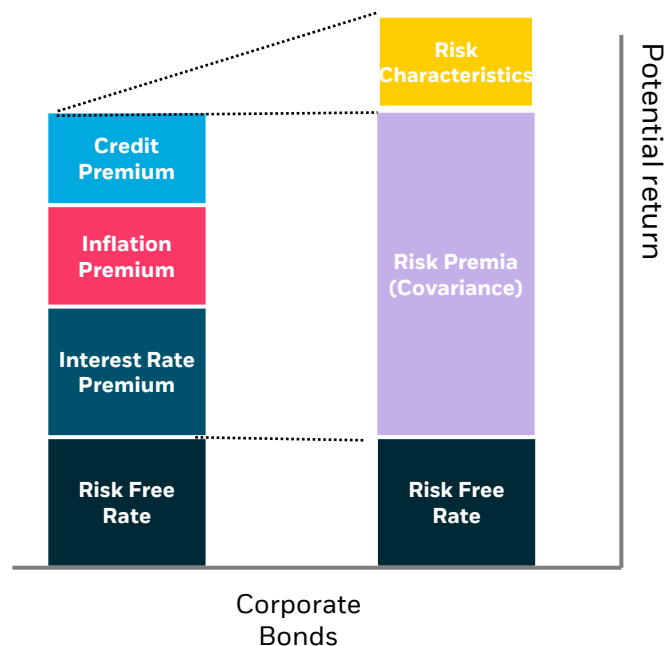 Credit
Premium
Inflation
Premium
Interest Rate
Premium
Risk Free
Rate
Risk
Characteristics
Risk Premia
(Covariance)
Risk Free
Rate
Potential return
Corporate
Bonds